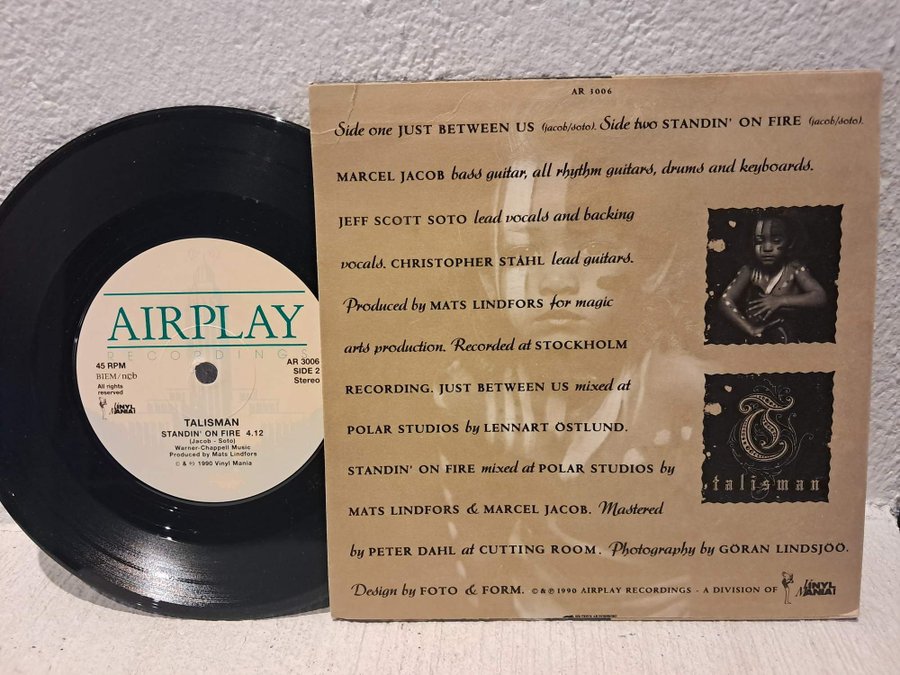 AIRPLAY
RECORDINGS
45 RPM
BIEM / n©b
All rights
reserved
VINYL
MANIA!
AR 3006
SIDE 2
Stereo
TALISMAN
STANDIN' ON FIRE 4.12
(Jacob - Soto)
Warner-Chappell Music
Produced by Mats Lindfors
© & ℗ 1990 Vinyl Mania
AR 3006
Side one JUST BETWEEN US (jacob/soto). Side two STANDIN' ON FIRE (jacob/soto).
MARCEL JACOB bass guitar, all rhythm guitars, drums and keyboards.
JEFF SCOTT SOTO lead vocals and backing
vocals. CHRISTOPHER STÅHL lead guitars.
Produced by MATS LINDFORS for magic
arts production. Recorded at STOCKHOLM
RECORDING. JUST BETWEEN US mixed at
POLAR STUDIOS by LENNART ÖSTLUND.
STANDIN' ON FIRE mixed at POLAR STUDIOS by
MATS LINDFORS & MARCEL JACOB. Mastered
by PETER DAHL at CUTTING ROOM. Photography by GÖRAN LINDSJÖÖ.
Design by FOTO & FORM. © & ℗ 1990 AIRPLAY RECORDINGS - A DIVISION OF VINYL MANIA!
T
talisman